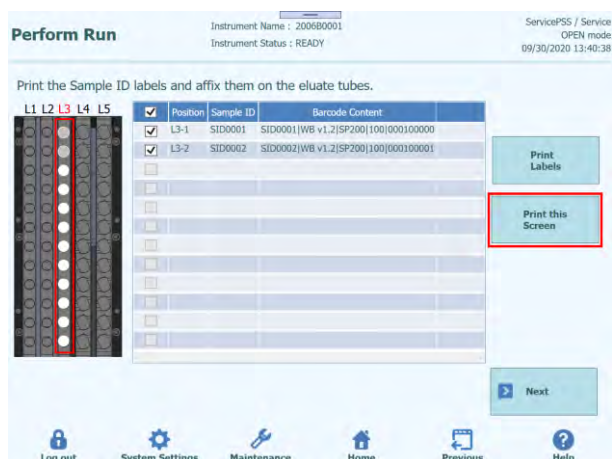 Perform Run
Instrument Name : 2006B0001
Instrument Status : READY
ServicePSS / Service
OPEN mode
09/30/2020 13:40:38
Print the Sample ID labels and affix them on the eluate tubes.
L1 L2 L3 L4 L5
Position Sample ID Barcode Content
L3-1 SID0001 SID0001|WB v1.2|SP200|100|000100000
L3-2 SID0002 SID0002|WB v1.2|SP200|100|000100001
Print
Labels
Print this
Screen
Next
Log out System Settings Maintenance Home Previous Help